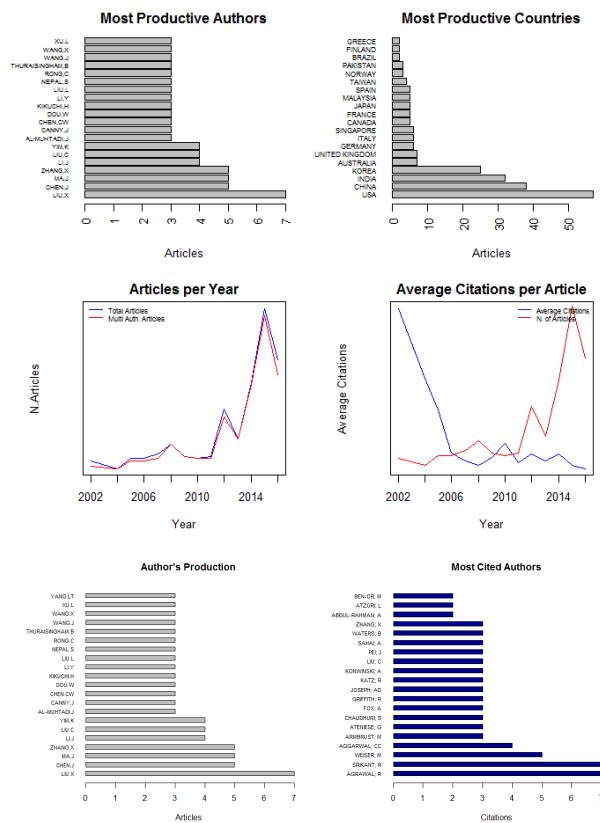 Most Productive Authors
XU,L
WANG,X
WANG,J
THURAISINGHAM,B
RONG,C
NEPAL,S
LIU,L
LI,Y
KIKUCHI,H
DOU,W
CHEN,CW
CANNY,J
AL-MUHTADI,J
YIM,K
LIU,C
LI,J
ZHANG,X
MA,J
CHEN,J
LIU,X
0 1 2 3 4 5 6 7
Articles
Most Productive Countries
GREECE
FINLAND
BRAZIL
PAKISTAN
NORWAY
TAIWAN
SPAIN
MALAYSIA
JAPAN
FRANCE
CANADA
SINGAPORE
ITALY
GERMANY
UNITED KINGDOM
AUSTRALIA
KOREA
INDIA
CHINA
USA
0 10 20 30 40 50
Articles
Articles per Year
Total Articles
Multi Auth. Articles
N.Articles
2002 2006 2010 2014
Year
Average Citations per Article
Average Citations
N. of Articles
Average Citations
2002 2006 2010 2014
Year
Author's Production
YANG,LT
XU,L
WANG,X
WANG,J
THURAISINGHAM,B
RONG,C
NEPAL,S
LIU,L
LI,Y
KIKUCHI,H
DOU,W
CHEN,CW
CANNY,J
AL-MUHTADI,J
YIM,K
LIU,C
LI,J
ZHANG,X
MA,J
CHEN,J
LIU,X
0 1 2 3 4 5 6 7
Articles
Most Cited Authors
BEN-OR; M
ATZORI; L
ABDUL-RAHMAN; A
ZHANG; X
WATERS; B
SAHAI; A
PEI; J
LIU; C
KONWINSKI; A
KATZ; R
JOSEPH; AD
GRIFFITH; R
FOX; A
CHAUDHURI; S
ATENIESE; G
ARMBRUST; M
AGGARWAL; CC
WEISER; M
SRIKANT; R
AGRAWAL; R
0 1 2 3 4 5 6 7
Citations